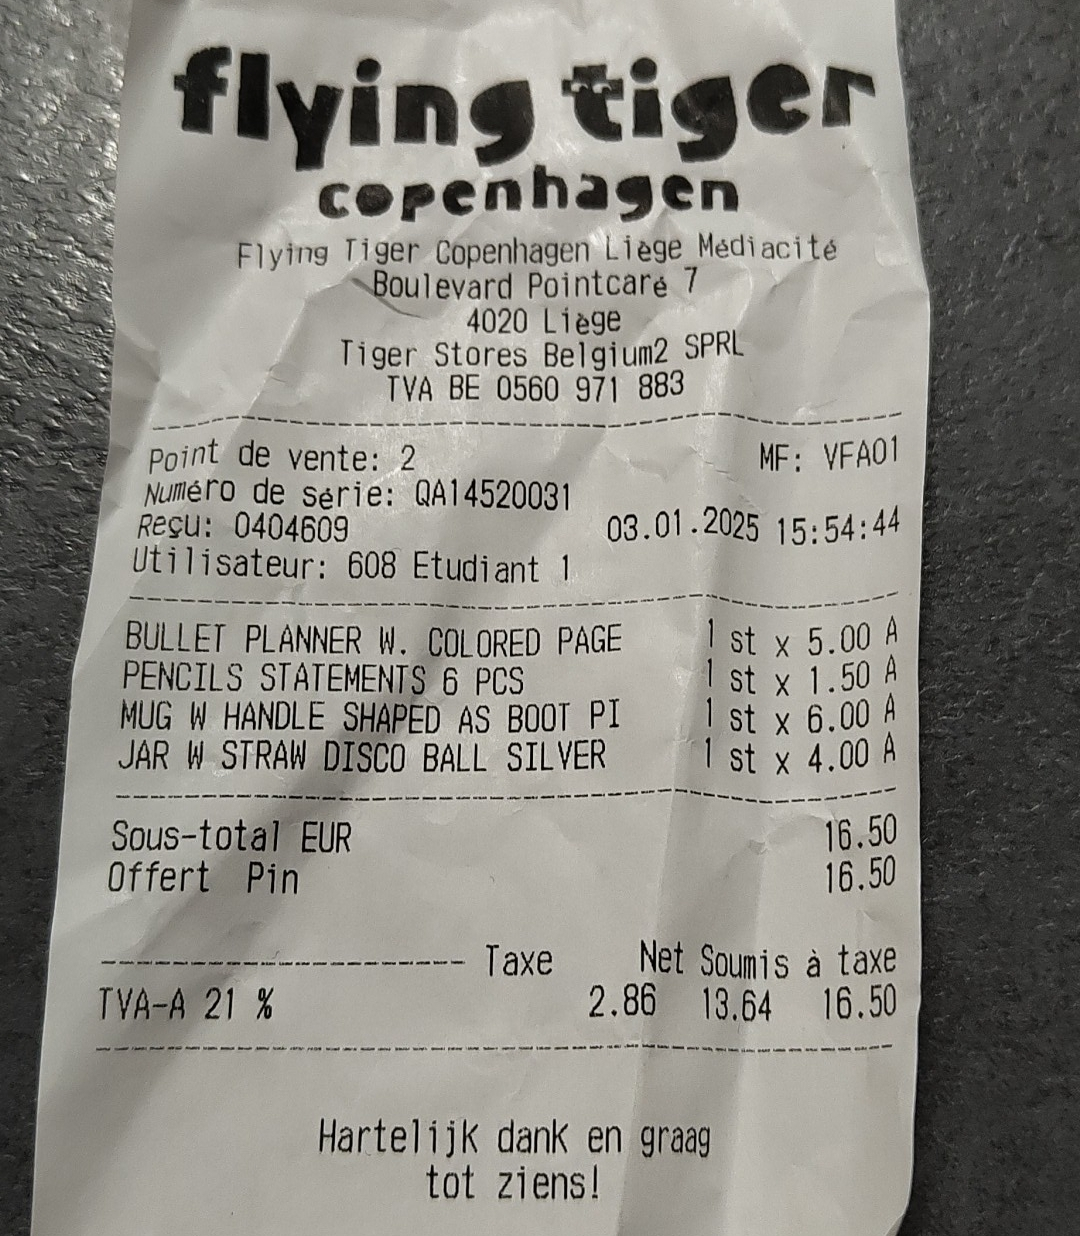 flying tiger
copenhagen
Flying Tiger Copenhagen Liège Médiacité
Boulevard Pointcaré 7
4020 Liège
Tiger Stores Belgium2 SPRL
TVA BE 0560 971 883
Point de vente: 2 MF: VFA01
Numéro de série: QA14520031
Reçu: 0404609 03.01.2025 15:54:44
Utilisateur: 608 Etudiant 1
BULLET PLANNER W. COLORED PAGE 1 st x 5.00 A
PENCILS STATEMENTS 6 PCS 1 st x 1.50 A
MUG W HANDLE SHAPED AS BOOT PI 1 st x 6.00 A
JAR W STRAW DISCO BALL SILVER 1 st x 4.00 A
Sous-total EUR 16.50
Offert Pin 16.50
Taxe Net Soumis à taxe
TVA-A 21 % 2.86 13.64 16.50
Hartelijk dank en graag
tot ziens!